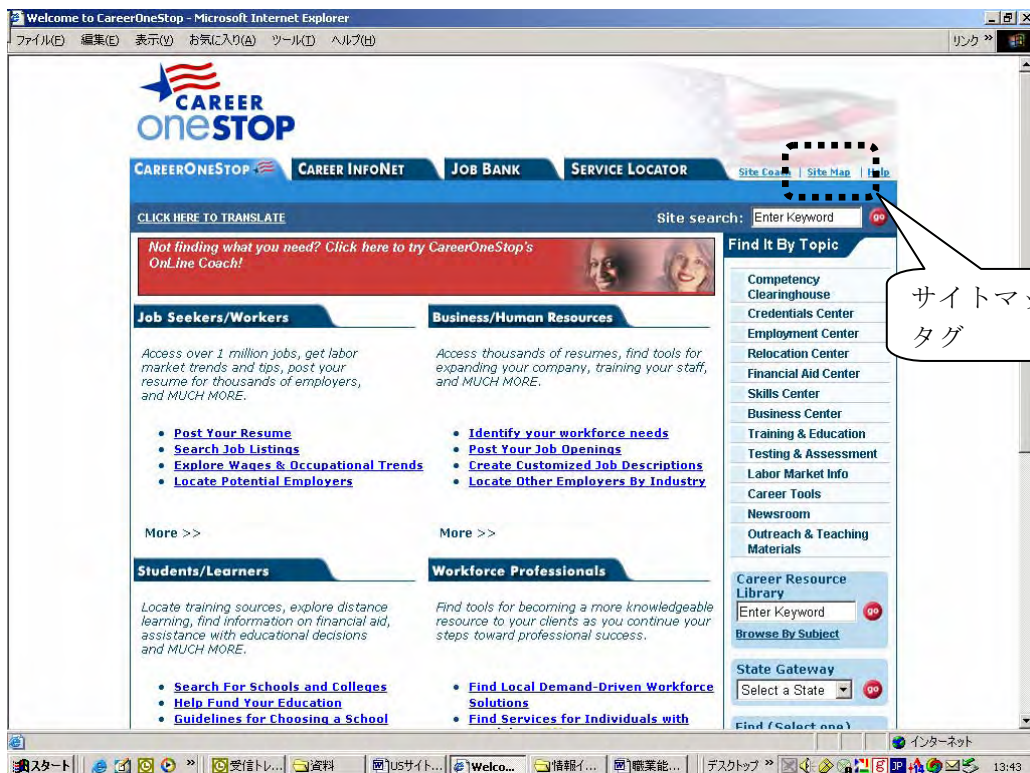 Welcome to CareerOneStop - Microsoft Internet Explorer
ファイル(F) 編集(E) 表示(V) お気に入り(A) ツール(T) ヘルプ(H) リンク »
CAREER
oneSTOP
CAREERONESTOP CAREER INFONET JOB BANK SERVICE LOCATOR
Site Coach | Site Map | Help
CLICK HERE TO TRANSLATE Site search: Enter Keyword go
Not finding what you need? Click here to try CareerOneStop's
OnLine Coach!
Job Seekers/Workers
Access over 1 million jobs, get labor
market trends and tips, post your
resume for thousands of employers,
and MUCH MORE.
• Post Your Resume
• Search Job Listings
• Explore Wages & Occupational Trends
• Locate Potential Employers
More >>
Business/Human Resources
Access thousands of resumes, find tools for
expanding your company, training your staff,
and MUCH MORE.
• Identify your workforce needs
• Post Your Job Openings
• Create Customized Job Descriptions
• Locate Other Employers By Industry
More >>
Students/Learners
Locate training sources, explore distance
learning, find information on financial aid,
assistance with educational decisions
and MUCH MORE.
• Search For Schools and Colleges
• Help Fund Your Education
• Guidelines for Choosing a School
Workforce Professionals
Find tools for becoming a more knowledgeable
resource to your clients as you continue your
steps toward professional success.
• Find Local Demand-Driven Workforce
Solutions
• Find Services for Individuals with
Find It By Topic
Competency
Clearinghouse
Credentials Center
Employment Center
Relocation Center
Financial Aid Center
Skills Center
Business Center
Training & Education
Testing & Assessment
Labor Market Info
Career Tools
Newsroom
Outreach & Teaching
Materials
Career Resource
Library
Enter Keyword go
Browse By Subject
State Gateway
Select a State go
Find (Select one)
サイトマッ
タグ
インターネット
スタート » 受信トレ... 資料 USサイト... Welco... 情報イ... 職業能... デスクトップ » JP 13:43